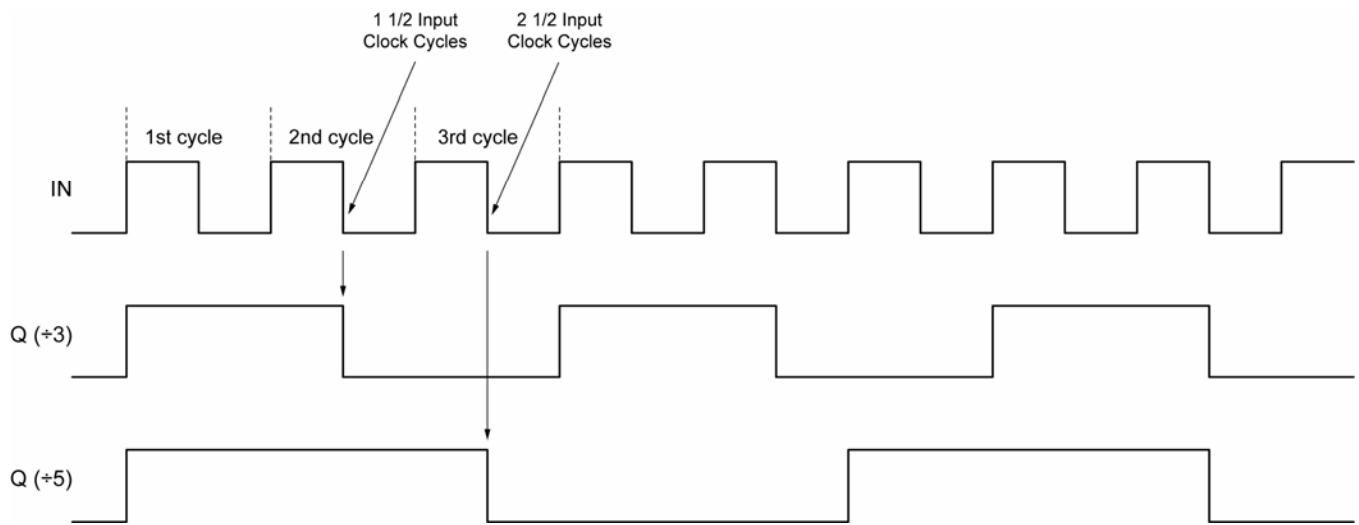 1 1/2 Input
Clock Cycles
2 1/2 Input
Clock Cycles
1st cycle
2nd cycle
3rd cycle
IN
Q (÷3)
Q (÷5)